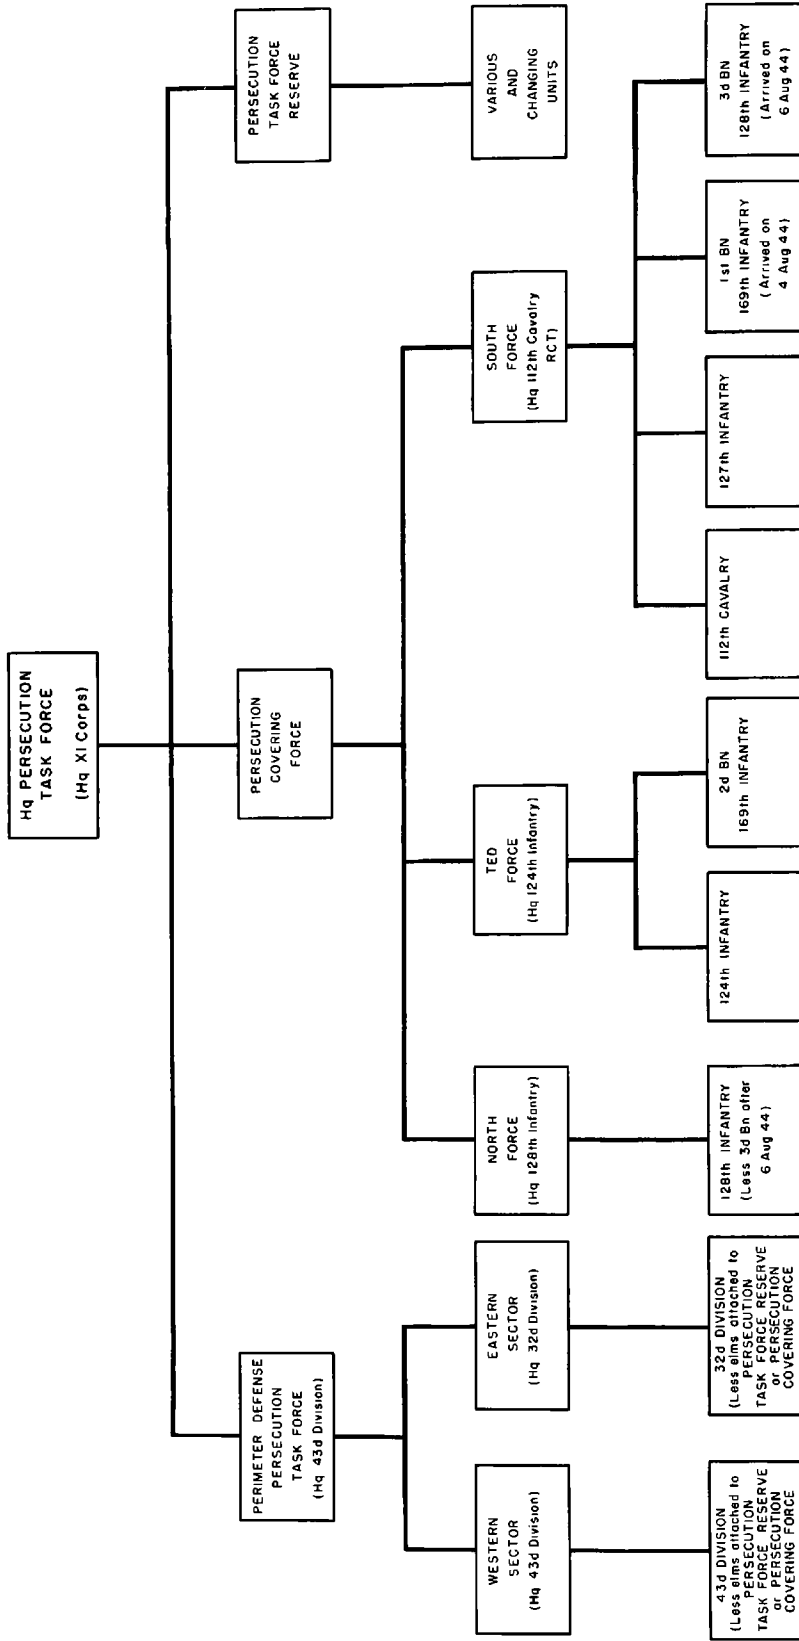 Hq PERSECUTION
TASK FORCE
(Hq XI Corps)
PERIMETER DEFENSE
PERSECUTION
TASK FORCE
(Hq 43d Division)
PERSECUTION
COVERING
FORCE
PERSECUTION
TASK FORCE
RESERVE
WESTERN
SECTOR
(Hq 43d Division)
EASTERN
SECTOR
(Hq 32d Division)
NORTH
FORCE
(Hq 128th Infantry)
TED
FORCE
(Hq 124th Infantry)
SOUTH
FORCE
(Hq 112th Cavalry
RCT)
VARIOUS
AND
CHANGING
UNITS
43d DIVISION
(Less elms attached to
PERSECUTION
TASK FORCE RESERVE
or PERSECUTION
COVERING FORCE
32d DIVISION
(Less elms attached to
PERSECUTION
TASK FORCE RESERVE
or PERSECUTION
COVERING FORCE
128th INFANTRY
(Less 3d Bn after
6 Aug 44)
124th INFANTRY
2d BN
169th INFANTRY
112th CAVALRY
127th INFANTRY
1st BN
169th INFANTRY
(Arrived on
4 Aug 44)
3d BN
128th INFANTRY
(Arrived on
6 Aug 44)